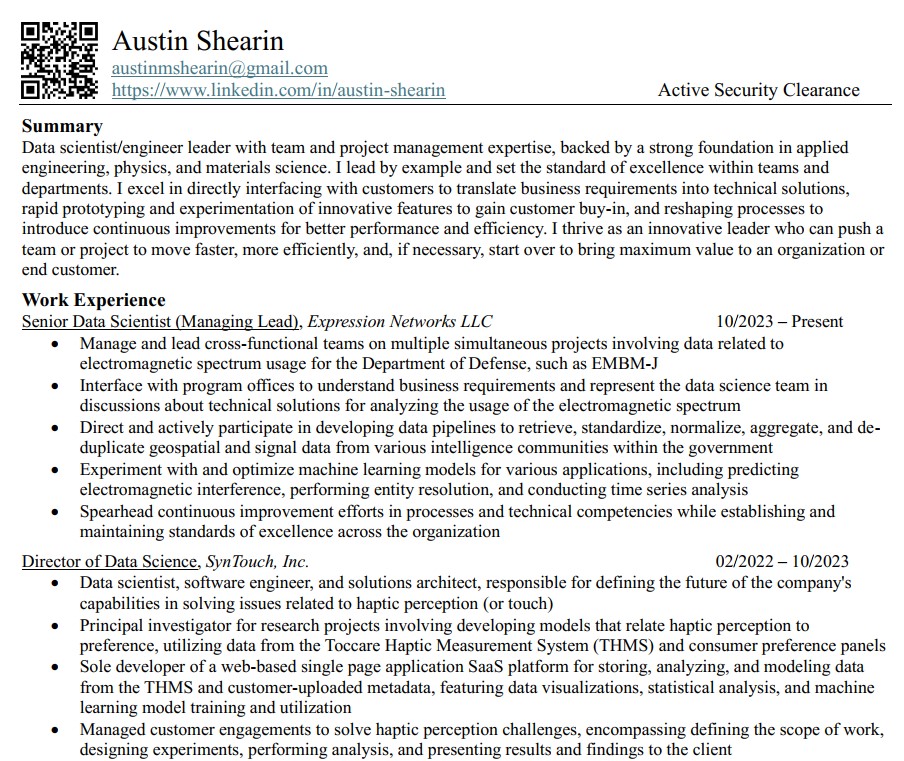 Austin Shearin
austinmshearin@gmail.com
https://www.linkedin.com/in/austin-shearin
Active Security Clearance
Summary
Data scientist/engineer leader with team and project management expertise, backed by a strong foundation in applied
engineering, physics, and materials science. I lead by example and set the standard of excellence within teams and
departments. I excel in directly interfacing with customers to translate business requirements into technical solutions,
rapid prototyping and experimentation of innovative features to gain customer buy-in, and reshaping processes to
introduce continuous improvements for better performance and efficiency. I thrive as an innovative leader who can push a
team or project to move faster, more efficiently, and, if necessary, start over to bring maximum value to an organization or
end customer.
Work Experience
Senior Data Scientist (Managing Lead), Expression Networks LLC 10/2023 – Present
• Manage and lead cross-functional teams on multiple simultaneous projects involving data related to
electromagnetic spectrum usage for the Department of Defense, such as EMBM-J
• Interface with program offices to understand business requirements and represent the data science team in
discussions about technical solutions for analyzing the usage of the electromagnetic spectrum
• Direct and actively participate in developing data pipelines to retrieve, standardize, normalize, aggregate, and de-
duplicate geospatial and signal data from various intelligence communities within the government
• Experiment with and optimize machine learning models for various applications, including predicting
electromagnetic interference, performing entity resolution, and conducting time series analysis
• Spearhead continuous improvement efforts in processes and technical competencies while establishing and
maintaining standards of excellence across the organization
Director of Data Science, SynTouch, Inc. 02/2022 – 10/2023
• Data scientist, software engineer, and solutions architect, responsible for defining the future of the company's
capabilities in solving issues related to haptic perception (or touch)
• Principal investigator for research projects involving developing models that relate haptic perception to
preference, utilizing data from the Toccare Haptic Measurement System (THMS) and consumer preference panels
• Sole developer of a web-based single page application SaaS platform for storing, analyzing, and modeling data
from the THMS and customer-uploaded metadata, featuring data visualizations, statistical analysis, and machine
learning model training and utilization
• Managed customer engagements to solve haptic perception challenges, encompassing defining the scope of work,
designing experiments, performing analysis, and presenting results and findings to the client